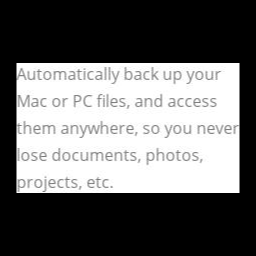 Automatically back up your
Mac or PC files, and access
them anywhere, so you never
lose documents, photos,
projects, etc.